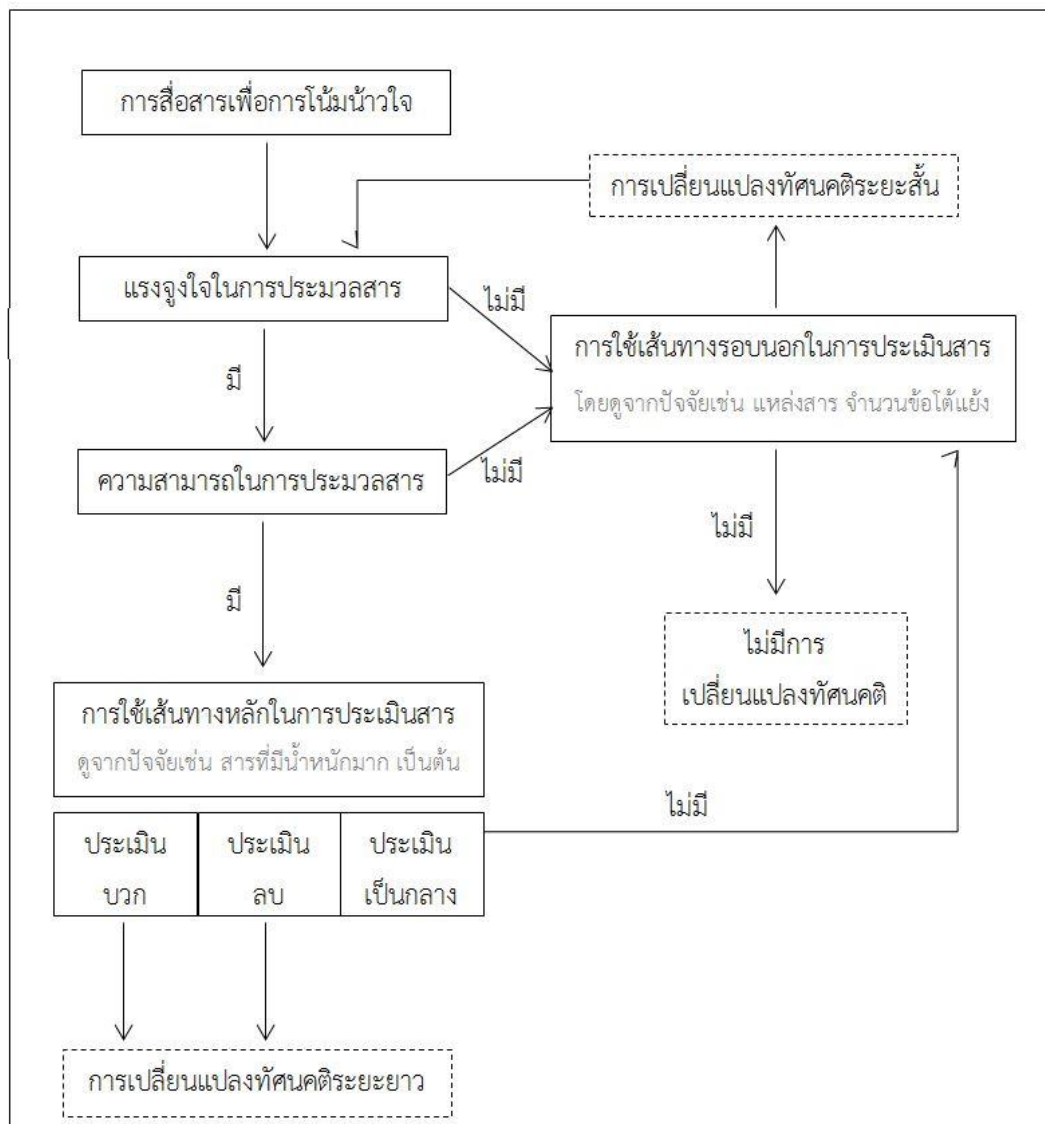 การสื่อสารเพื่อการโน้มน้าวใจ
การเปลี่ยนแปลงทัศนคติระยะสั้น
แรงจูงใจในการประมวลสาร
ไม่มี
การใช้เส้นทางรอบนอกในการประเมินสาร
โดยดูจากปัจจัยเช่น แหล่งสาร จำนวนข้อโต้แย้ง
มี
ความสามารถในการประมวลสาร
ไม่มี
ไม่มี
มี
ไม่มีการ
เปลี่ยนแปลงทัศนคติ
การใช้เส้นทางหลักในการประเมินสาร
ดูจากปัจจัยเช่น สารที่มีน้ำหนักมาก เป็นต้น
ไม่มี
ประเมิน
บวก
ประเมิน
ลบ
ประเมิน
เป็นกลาง
การเปลี่ยนแปลงทัศนคติระยะยาว